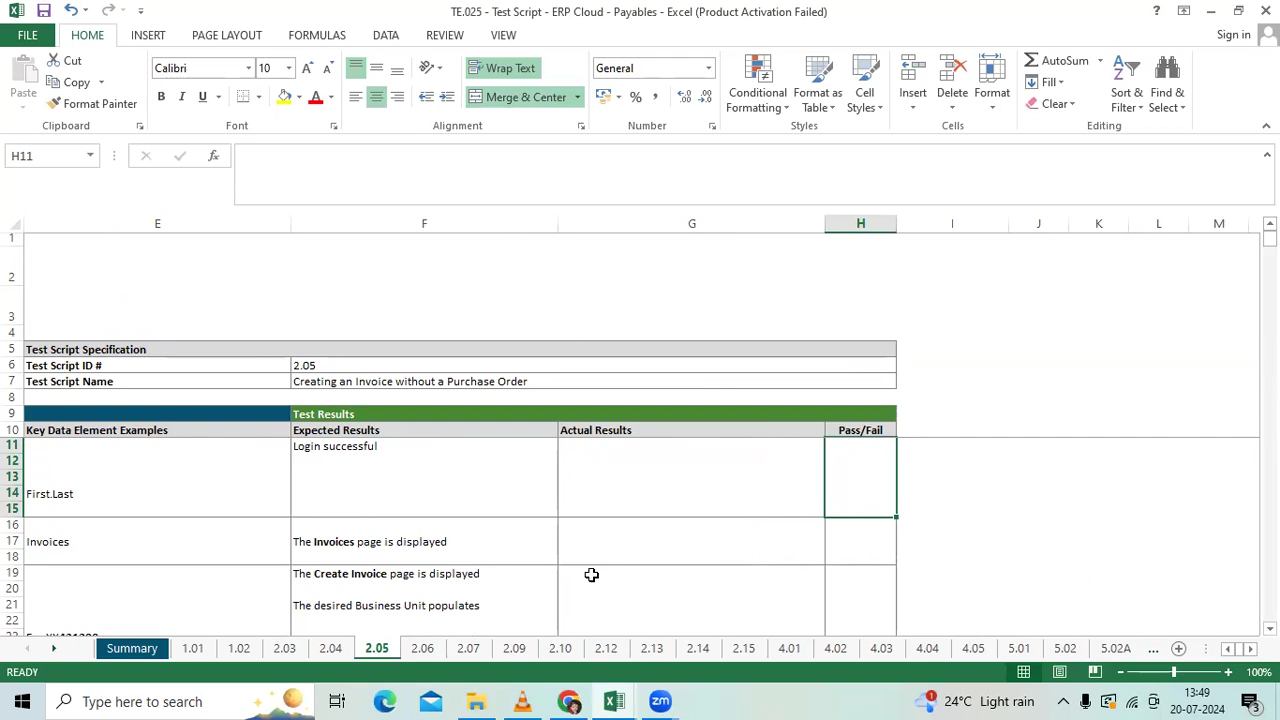 TE.025 - Test Script - ERP Cloud - Payables - Excel (Product Activation Failed)
FILE HOME INSERT PAGE LAYOUT FORMULAS DATA REVIEW VIEW Sign in
Paste
Cut
Copy
Format Painter
Clipboard
Calibri 10
B I U
Font
Wrap Text
Merge & Center
Alignment
General
% ,
Number
Conditional Formatting
Format as Table
Cell Styles
Styles
Insert
Delete
Format
Cells
AutoSum
Fill
Clear
Sort & Filter
Find & Select
Editing
H11
E F G H I J K L M
1
2
3
4
5 Test Script Specification
6 Test Script ID # 2.05
7 Test Script Name Creating an Invoice without a Purchase Order
8
9 Test Results
10 Key Data Element Examples Expected Results Actual Results Pass/Fail
11 Login successful
12
13
14 First.Last
15
16
17 Invoices The Invoices page is displayed
18
19 The Create Invoice page is displayed
20
21 The desired Business Unit populates
22
Summary 1.01 1.02 2.03 2.04 2.05 2.06 2.07 2.09 2.10 2.12 2.13 2.14 2.15 4.01 4.02 4.03 4.04 4.05 5.01 5.02 5.02A ...
READY 100%
Type here to search
24°C Light rain
13:49
20-07-2024